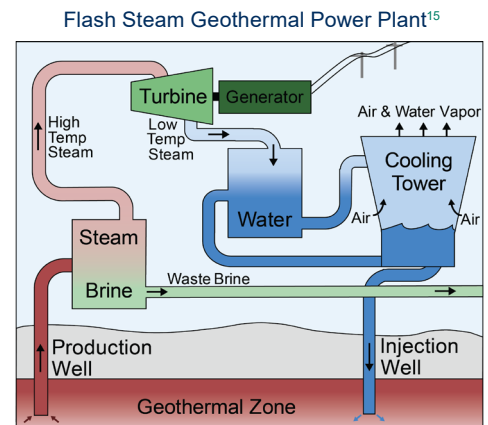 Flash Steam Geothermal Power Plant15
Turbine
Generator
High
Temp
Steam
Low
Temp
Steam
Air & Water Vapor
Cooling
Tower
Water
Air
Air
Steam
Brine
Waste Brine
Production
Well
Injection
Well
Geothermal Zone